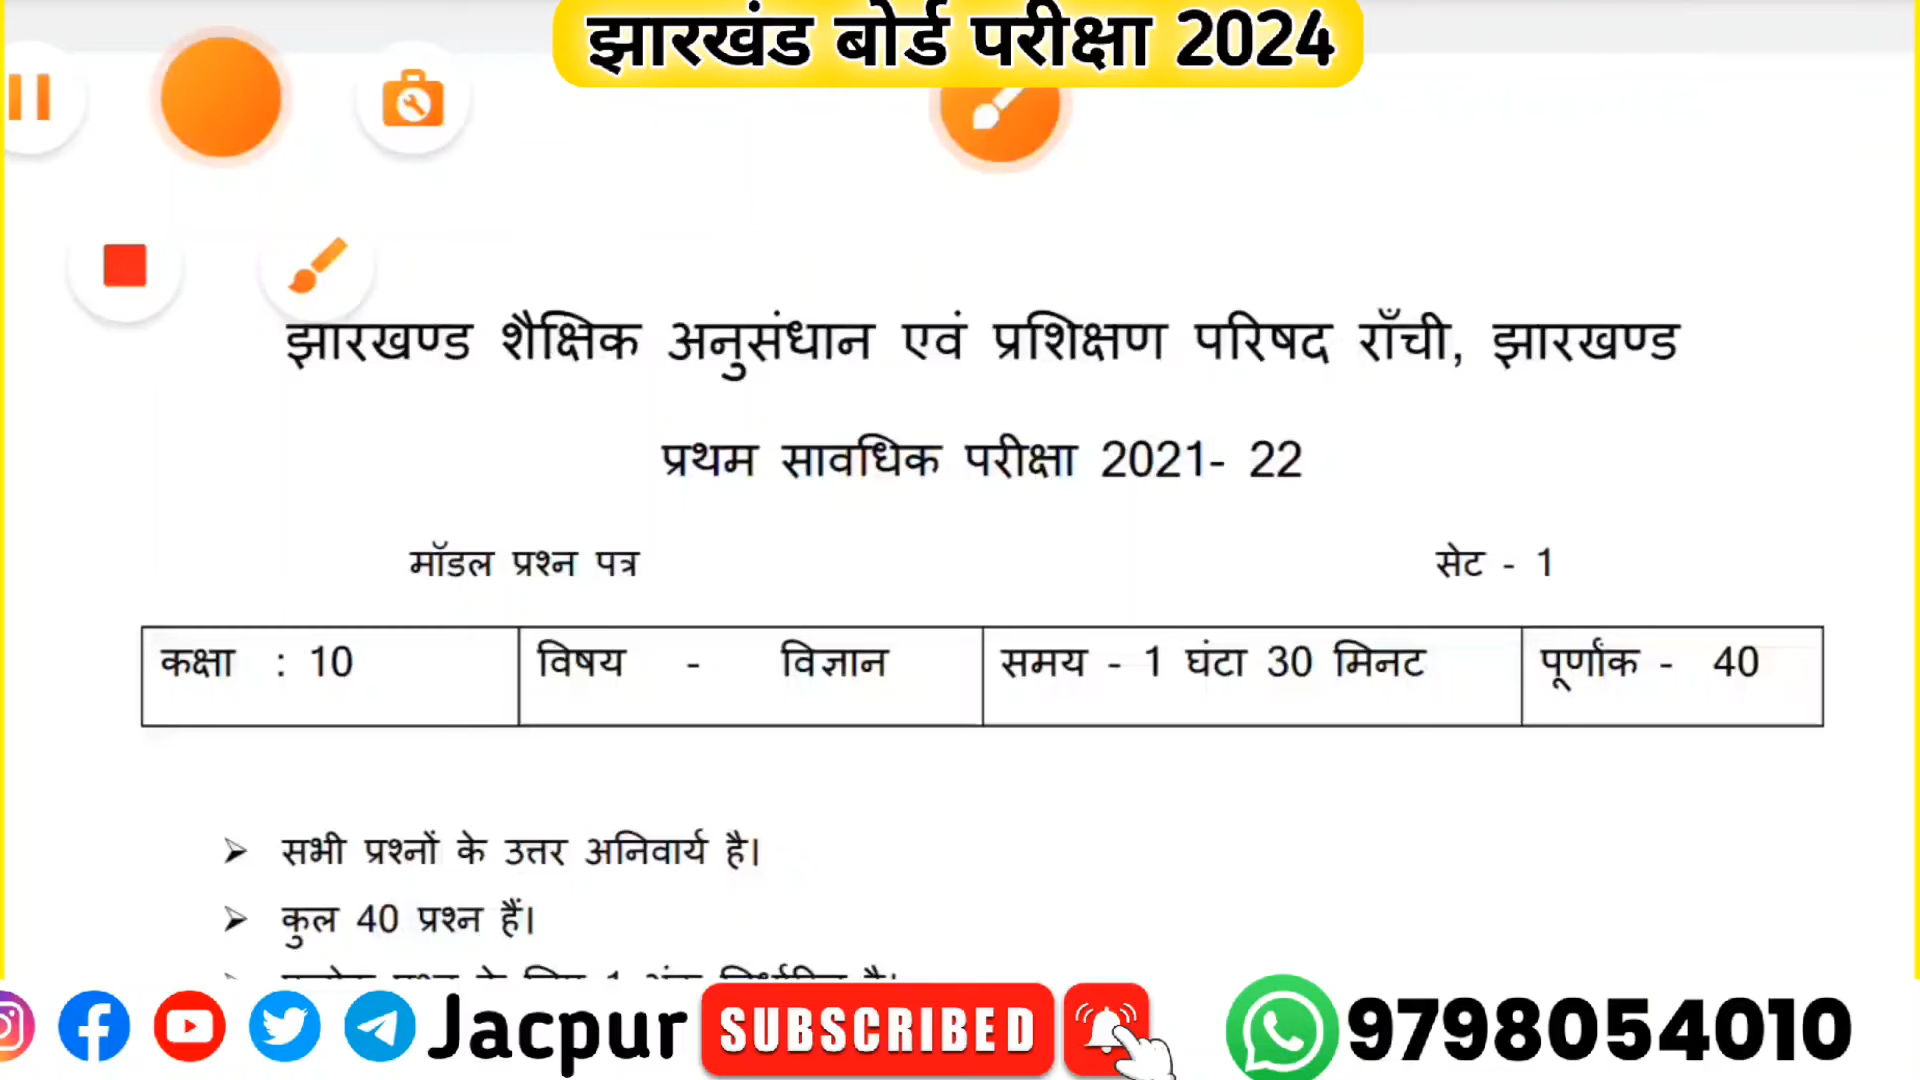 झारखंड बोर्ड परीक्षा 2024
झारखण्ड शैक्षिक अनुसंधान एवं प्रशिक्षण परिषद राँची, झारखण्ड
प्रथम सावधिक परीक्षा 2021- 22
मॉडल प्रश्न पत्र सेट - 1
कक्षा : 10 विषय - विज्ञान समय - 1 घंटा 30 मिनट पूर्णांक - 40
➢ सभी प्रश्नों के उत्तर अनिवार्य है।
➢ कुल 40 प्रश्न हैं।
Jacpur SUBSCRIBED 9798054010